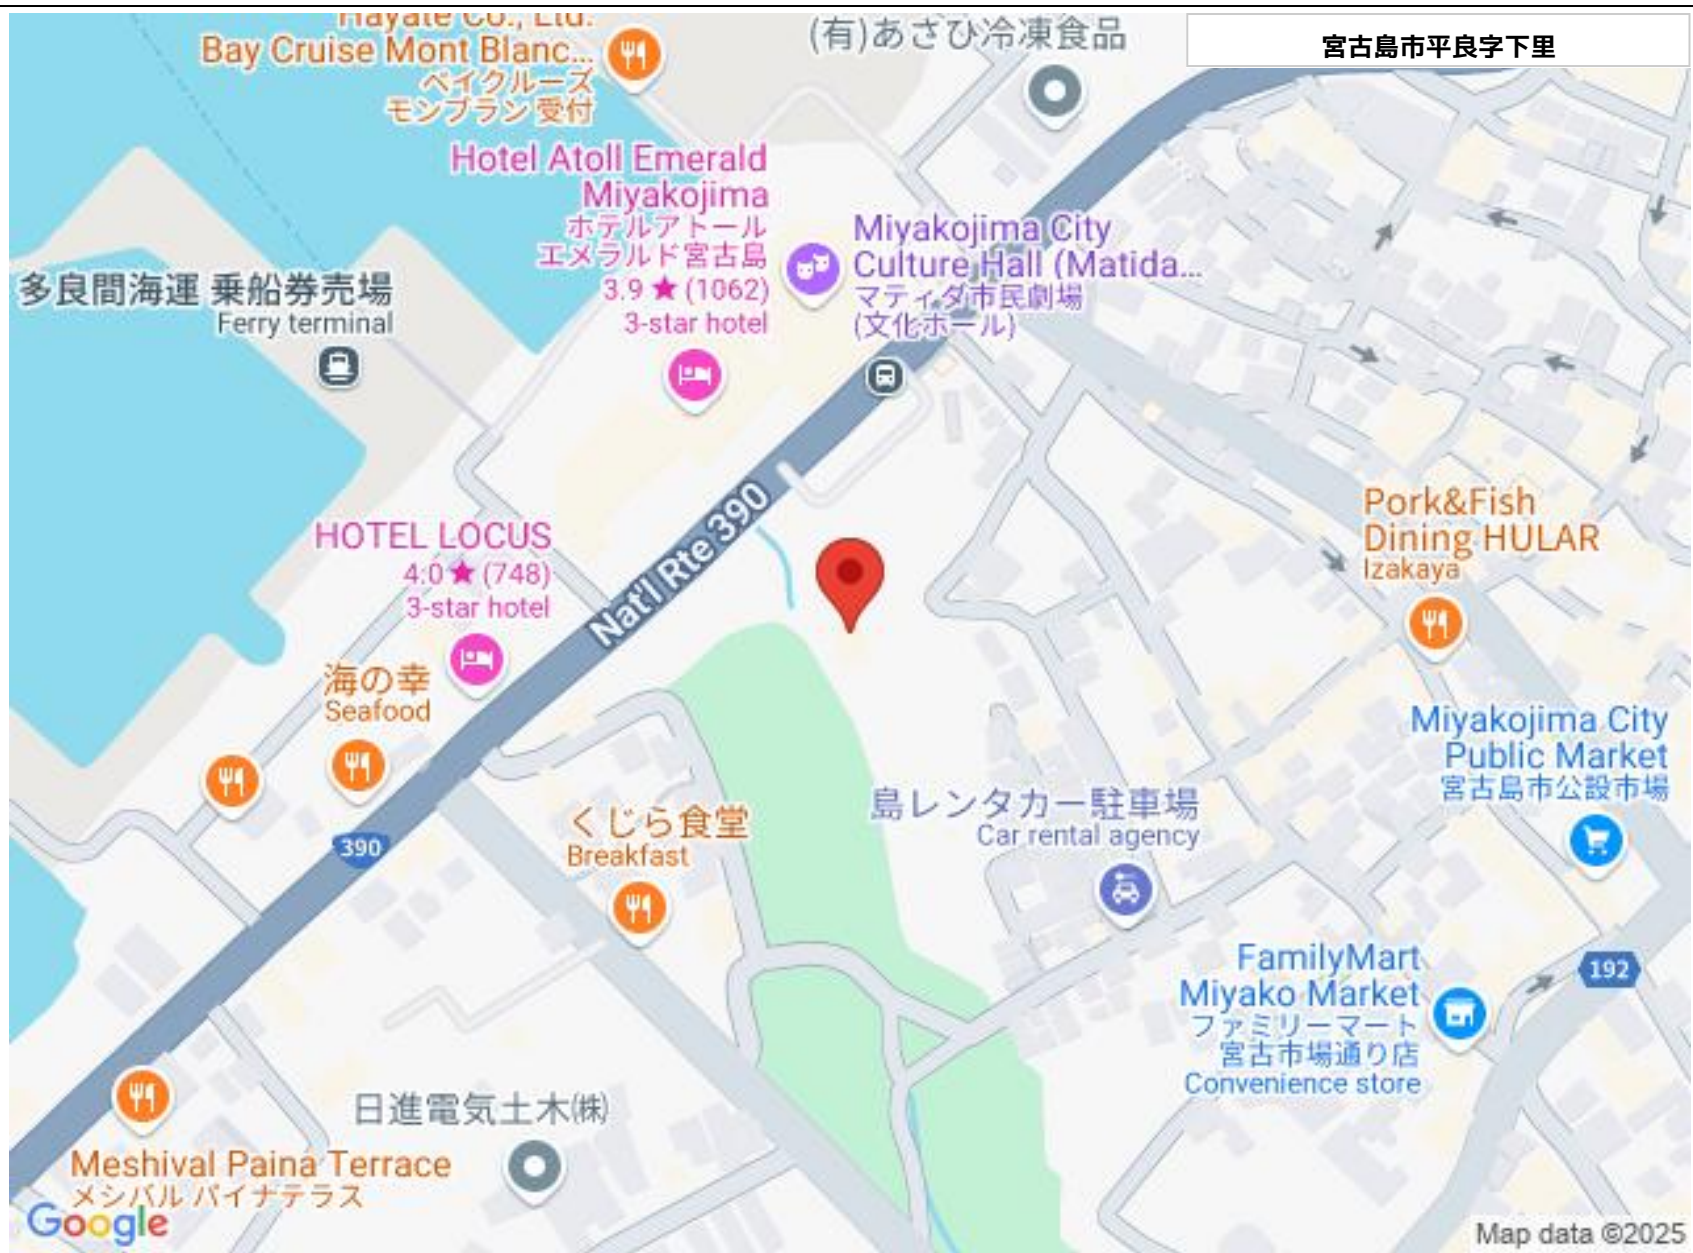 Hayate Co., Ltd.
Bay Cruise Mont Blanc...
ベイクルーズ
モンブラン 受付
(有)あさひ冷凍食品
宮古島市平良字下里
Hotel Atoll Emerald
Miyakojima
ホテルアトール
エメラルド宮古島
3.9 ★ (1062)
3-star hotel
Miyakojima City
Culture Hall (Matida...
マティダ市民劇場
(文化ホール)
多良間海運 乗船券売場
Ferry terminal
Nat'l Rte 390
HOTEL LOCUS
4.0 ★ (748)
3-star hotel
Pork&Fish
Dining HULAR
Izakaya
海の幸
Seafood
Miyakojima City
Public Market
宮古島市公設市場
島レンタカー駐車場
Car rental agency
くじら食堂
Breakfast
390
FamilyMart
Miyako Market
ファミリーマート
宮古市場通り店
Convenience store
192
日進電気土木㈱
Meshival Paina Terrace
メシバル パイナテラス
Google
Map data ©2025